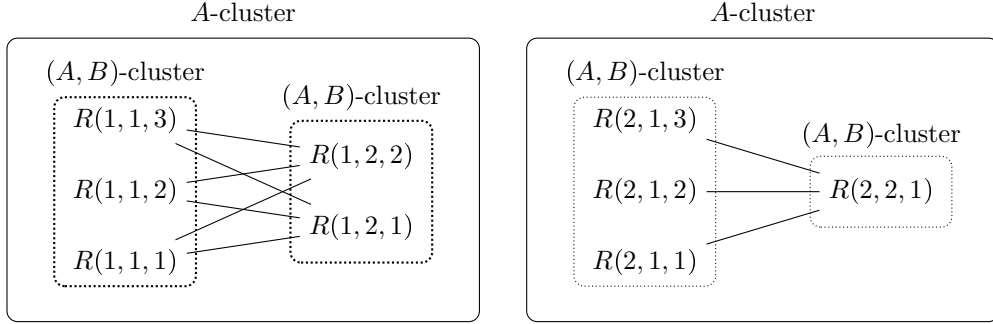 A-cluster
(A, B)-cluster
R(1, 1, 3)
R(1, 1, 2)
R(1, 1, 1)
(A, B)-cluster
R(1, 2, 2)
R(1, 2, 1)
A-cluster
(A, B)-cluster
R(2, 1, 3)
R(2, 1, 2)
R(2, 1, 1)
(A, B)-cluster
R(2, 2, 1)